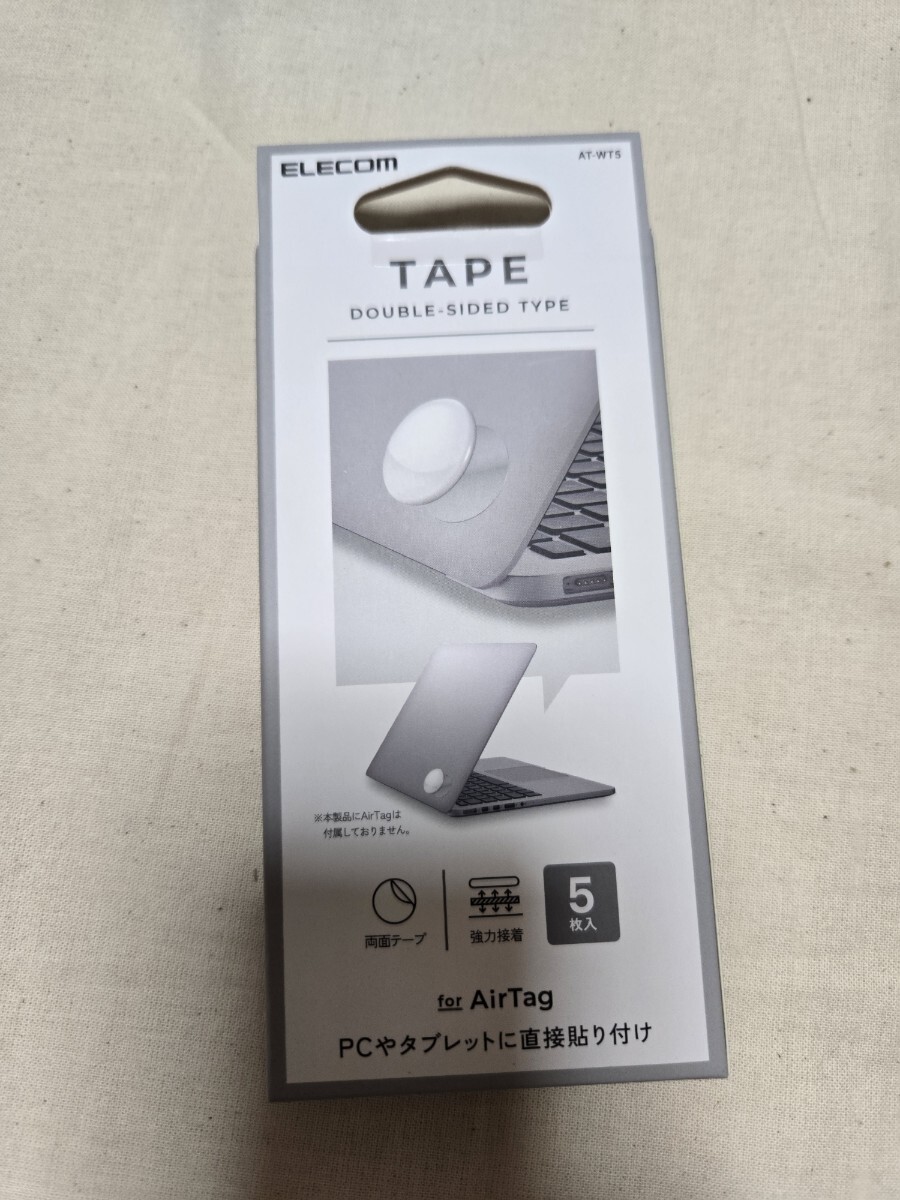 ELECOM
AT-WT5
TAPE
DOUBLE-SIDED TYPE
※本製品にAirTagは
付属しておりません。
両面テープ
強力接着
5
枚入
for AirTag
PCやタブレットに直接貼り付け